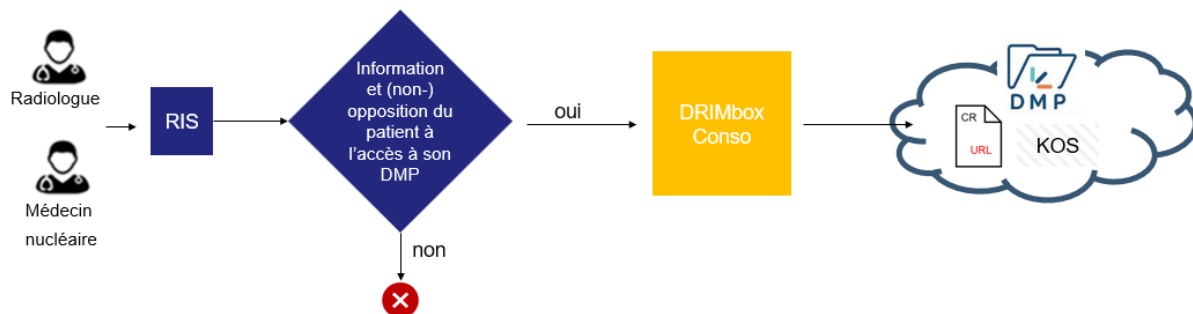 Radiologue
Médecin
nucléaire
RIS
Information
et (non-)
opposition du
patient à
l’accès à son
DMP
oui
non
DRIMbox
Conso
DMP
CR
URL
KOS